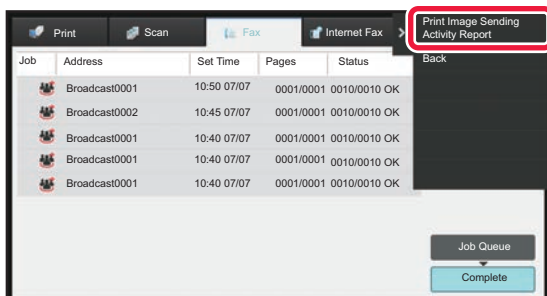 Print Scan Fax Internet Fax
Print Image Sending
Activity Report
Back
Job Address Set Time Pages Status
Broadcast0001 10:50 07/07 0001/0001 0010/0010 OK
Broadcast0002 10:45 07/07 0001/0001 0010/0010 OK
Broadcast0001 10:40 07/07 0001/0001 0010/0010 OK
Broadcast0001 10:40 07/07 0001/0001 0010/0010 OK
Broadcast0001 10:40 07/07 0001/0001 0010/0010 OK
Job Queue
Complete